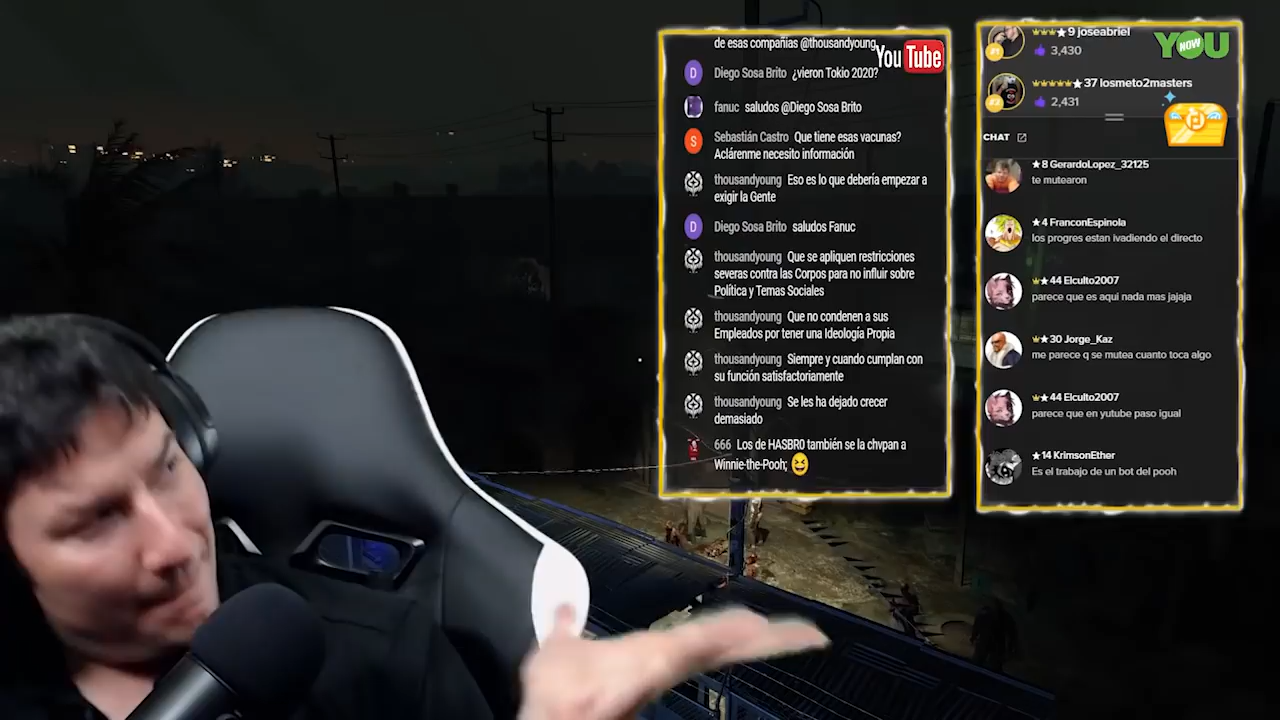 de esas compañias @thousandyoung
You Tube
Diego Sosa Brito ¿vieron Tokio 2020?
fanuc saludos @Diego Sosa Brito
Sebastián Castro Que tiene esas vacunas?
Aclárenme necesito información
thousandyoung Eso es lo que debería empezar a
exigir la Gente
Diego Sosa Brito saludos Fanuc
thousandyoung Que se apliquen restricciones
severas contra las Corpos para no influir sobre
Política y Temas Sociales
thousandyoung Que no condenen a sus
Empleados por tener una Ideología Propia
thousandyoung Siempre y cuando cumplan con
su función satisfactoriamente
thousandyoung Se les ha dejado crecer
demasiado
666 Los de HASBR0 también se la chvpan a
Winnie-the-Pooh;
9 joseabriel
#1 3,430
YOU NOW
37 losmeto2masters
#2 2,431
CHAT
8 GerardoLopez_32125
te mutearon
4 FranconEspinola
los progres estan ivadiendo el directo
44 Elculto2007
parece que es aqui nada mas jajaja
30 Jorge_Kaz
me parece q se mutea cuanto toca algo
44 Elculto2007
parece que en yutube paso igual
14 KrimsonEther
Es el trabajo de un bot del pooh
D
D
S